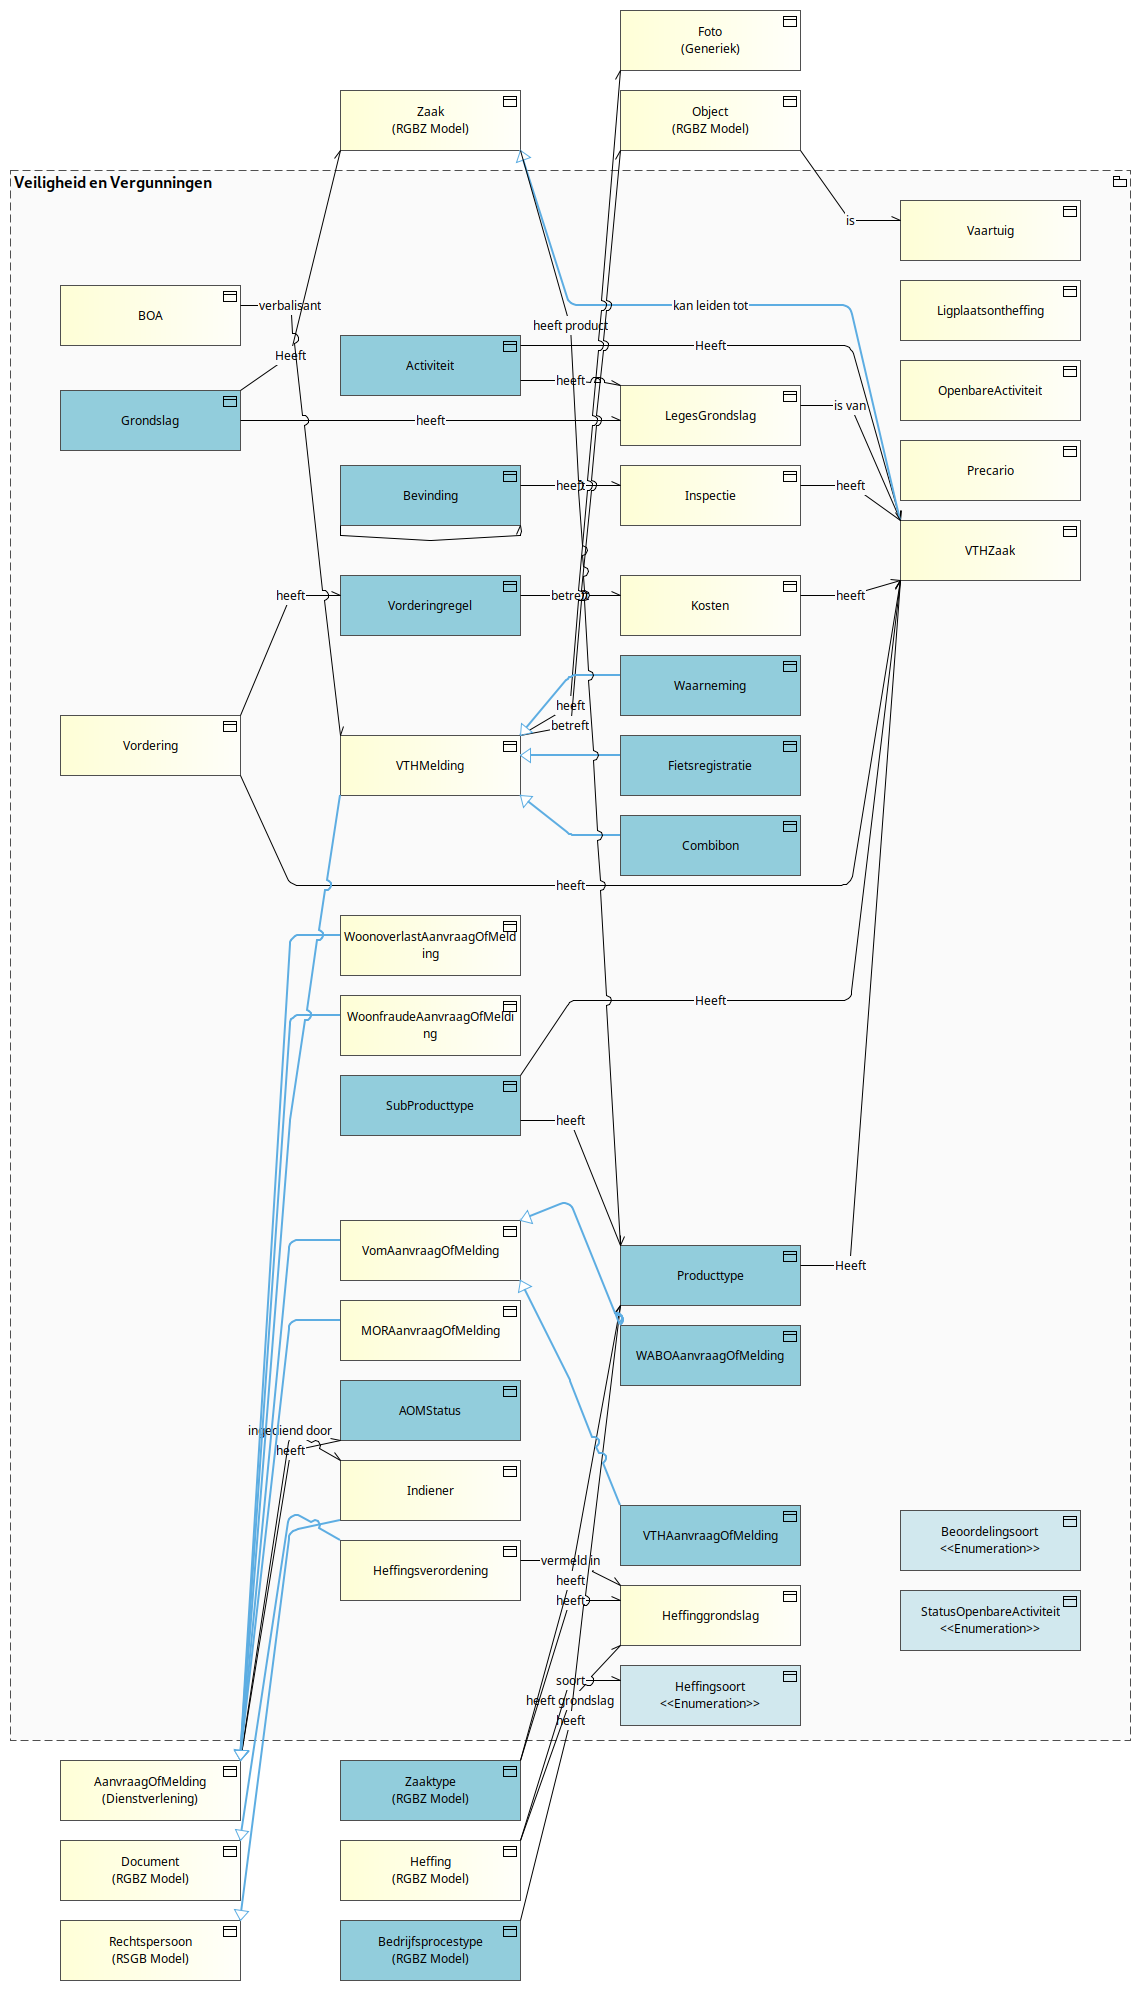 Foto
(Generiek)
Zaak
(RGBZ Model)
Object
(RGBZ Model)
Veiligheid en Vergunningen
is
Vaartuig
BOA
verbalisant
kan leiden tot
Ligplaatsontheffing
heeft product
Heeft
Activiteit
Heeft
heeft
OpenbareActiviteit
Grondslag
heeft
LegesGrondslag
is van
Precario
Bevinding
heeft
Inspectie
heeft
VTHZaak
heeft
Vorderingregel
betreft
Kosten
heeft
Waarneming
heeft
betreft
Vordering
VTHMelding
Fietsregistratie
Combibon
heeft
WoonoverlastAanvraagOfMeld
ing
WoonfraudeAanvraagOfMeldi
ng
Heeft
SubProducttype
heeft
VomAanvraagOfMelding
Producttype
Heeft
MORAanvraagOfMelding
WABOAanvraagOfMelding
AOMStatus
ingediend door
heeft
Indiener
VTHAanvraagOfMelding
Beoordelingsoort
<<Enumeration>>
Heffingsverordening
vermeld in
heeft
heeft
Heffinggrondslag
StatusOpenbareActiviteit
<<Enumeration>>
soort
heeft grondslag
heeft
Heffingsoort
<<Enumeration>>
AanvraagOfMelding
(Dienstverlening)
Zaaktype
(RGBZ Model)
Document
(RGBZ Model)
Heffing
(RGBZ Model)
Rechtspersoon
(RSGB Model)
Bedrijfsprocestype
(RGBZ Model)